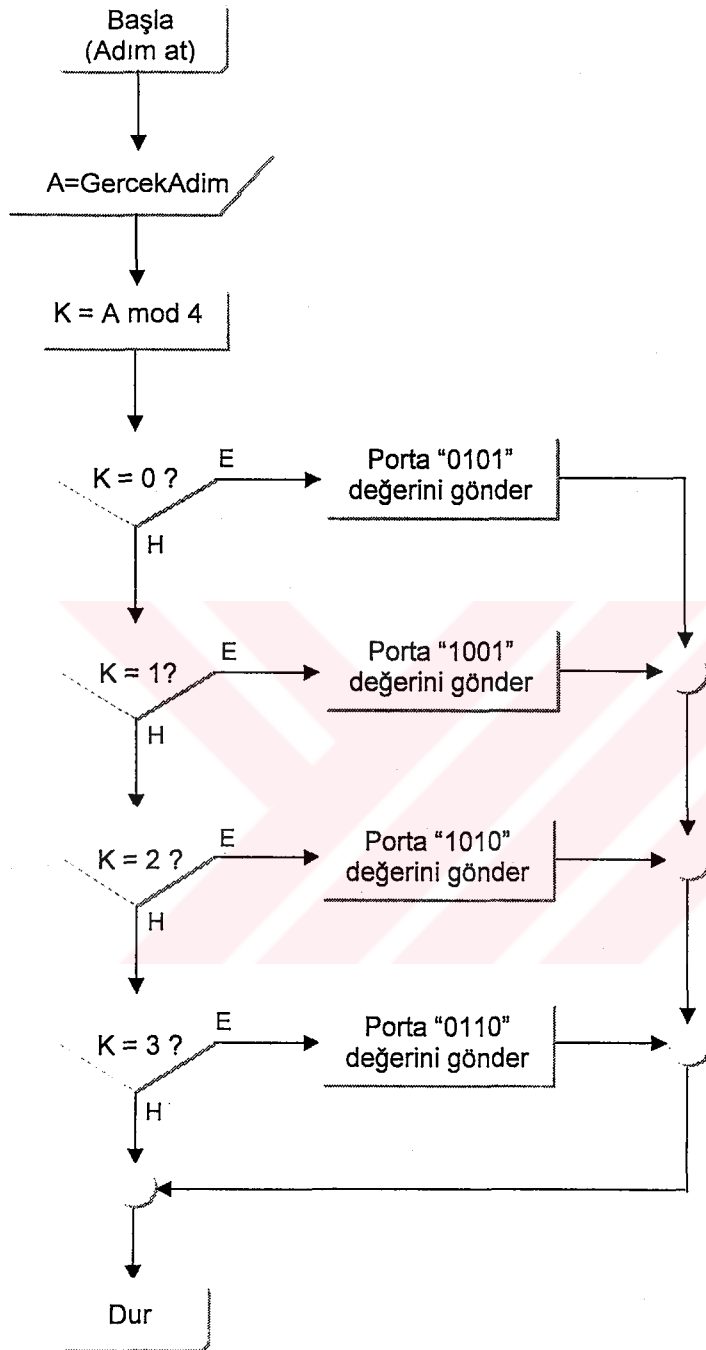 Başla
(Adım at)
A=GercekAdim
K = A mod 4
K = 0 ?
E
H
Porta “0101”
değerini gönder
K = 1?
E
H
Porta “1001”
değerini gönder
K = 2 ?
E
H
Porta “1010”
değerini gönder
K = 3 ?
E
H
Porta “0110”
değerini gönder
Dur